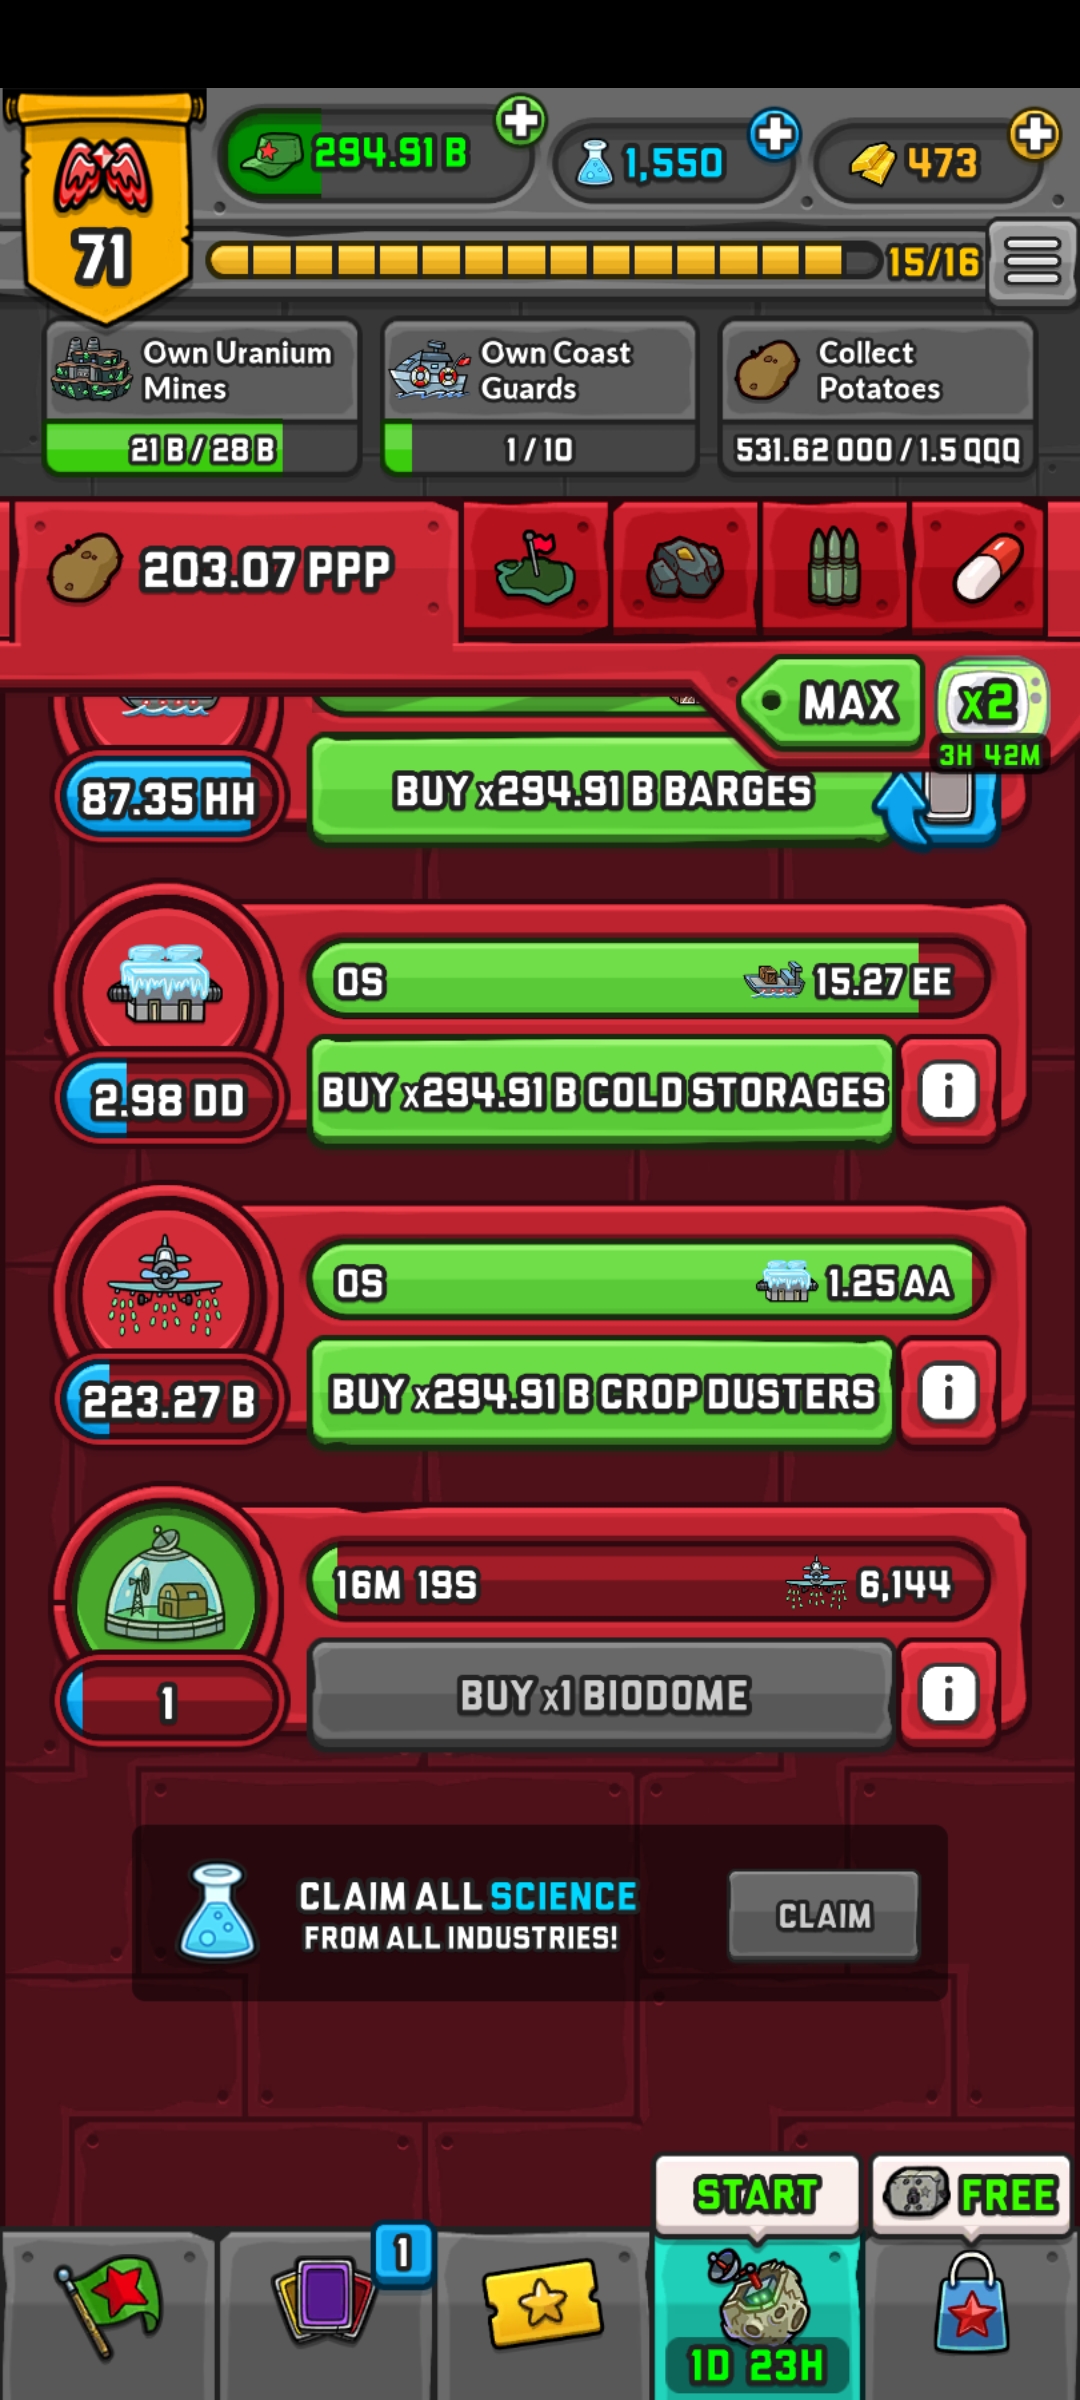 294.91 B
1,550
473
71
15/16
Own Uranium
Mines
21 B / 28 B
Own Coast
Guards
1 / 10
Collect
Potatoes
531.62 OOO / 1.5 QQQ
203.07 PPP
MAX
x2
3H 42M
87.35 HH
BUY x294.91 B BARGES
0S
15.27 EE
2.98 DD
BUY x294.91 B COLD STORAGES
i
0S
1.25 AA
223.27 B
BUY x294.91 B CROP DUSTERS
i
16M 19S
6,144
1
BUY x1 BIODOME
i
CLAIM ALL SCIENCE
FROM ALL INDUSTRIES!
CLAIM
START
FREE
1
1D 23H